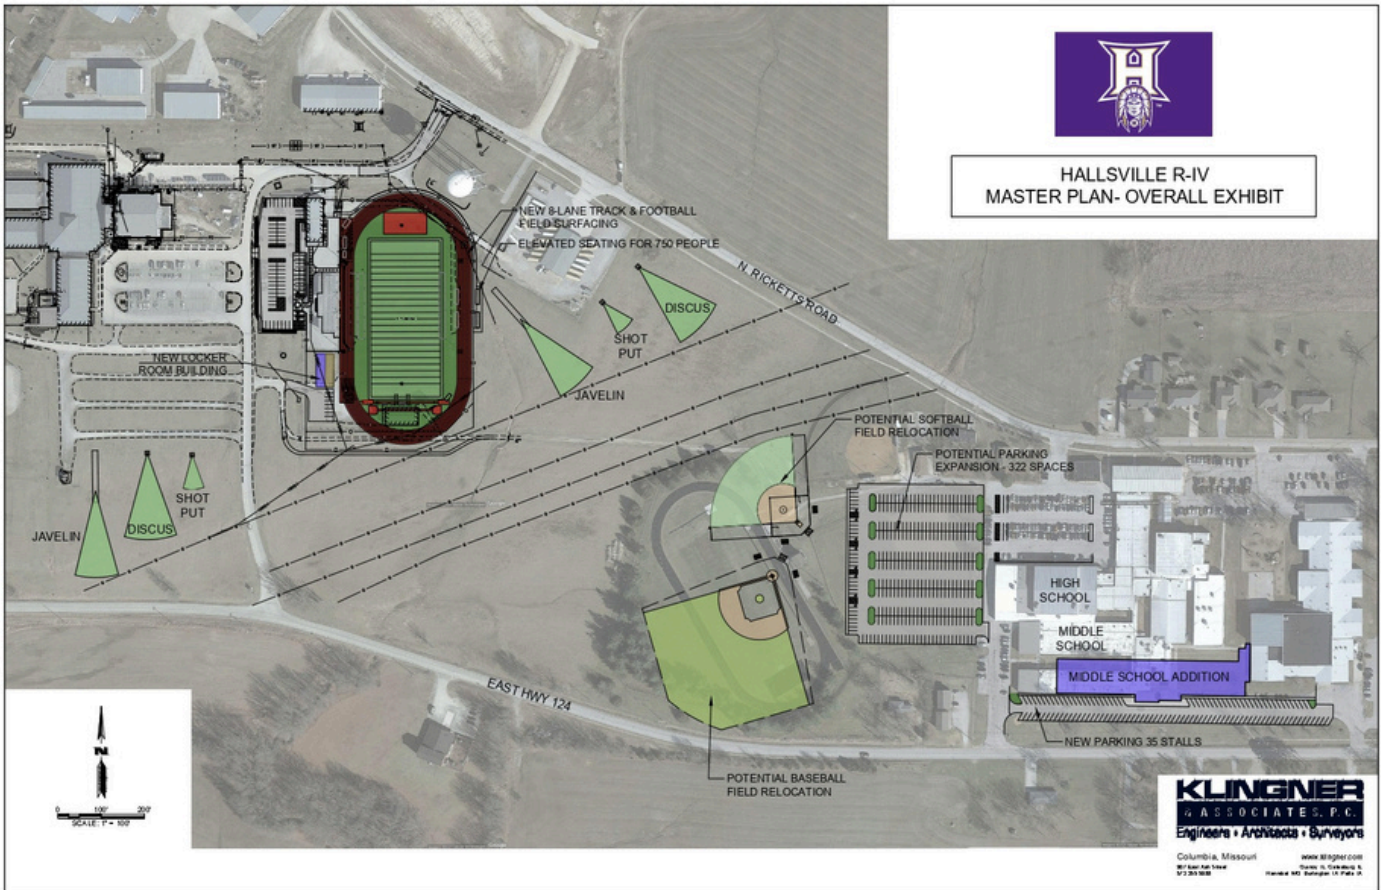 H
HALLSVILLE R-IV
MASTER PLAN- OVERALL EXHIBIT
NEW 8-LANE TRACK & FOOTBALL
FIELD SURFACING
ELEVATED SEATING FOR 750 PEOPLE
N. RICKETTS ROAD
DISCUS
SHOT
PUT
JAVELIN
NEW LOCKER
ROOM BUILDING
POTENTIAL SOFTBALL
FIELD RELOCATION
POTENTIAL PARKING
EXPANSION - 322 SPACES
SHOT
PUT
DISCUS
JAVELIN
HIGH
SCHOOL
MIDDLE
SCHOOL
MIDDLE SCHOOL ADDITION
EAST HWY 124
NEW PARKING 35 STALLS
POTENTIAL BASEBALL
FIELD RELOCATION
N
0 100' 200'
SCALE: 1" = 100'
KLINGNER
& ASSOCIATES, P.C.
Engineers • Architects • Surveyors
Columbia, Missouri
www.klingner.com